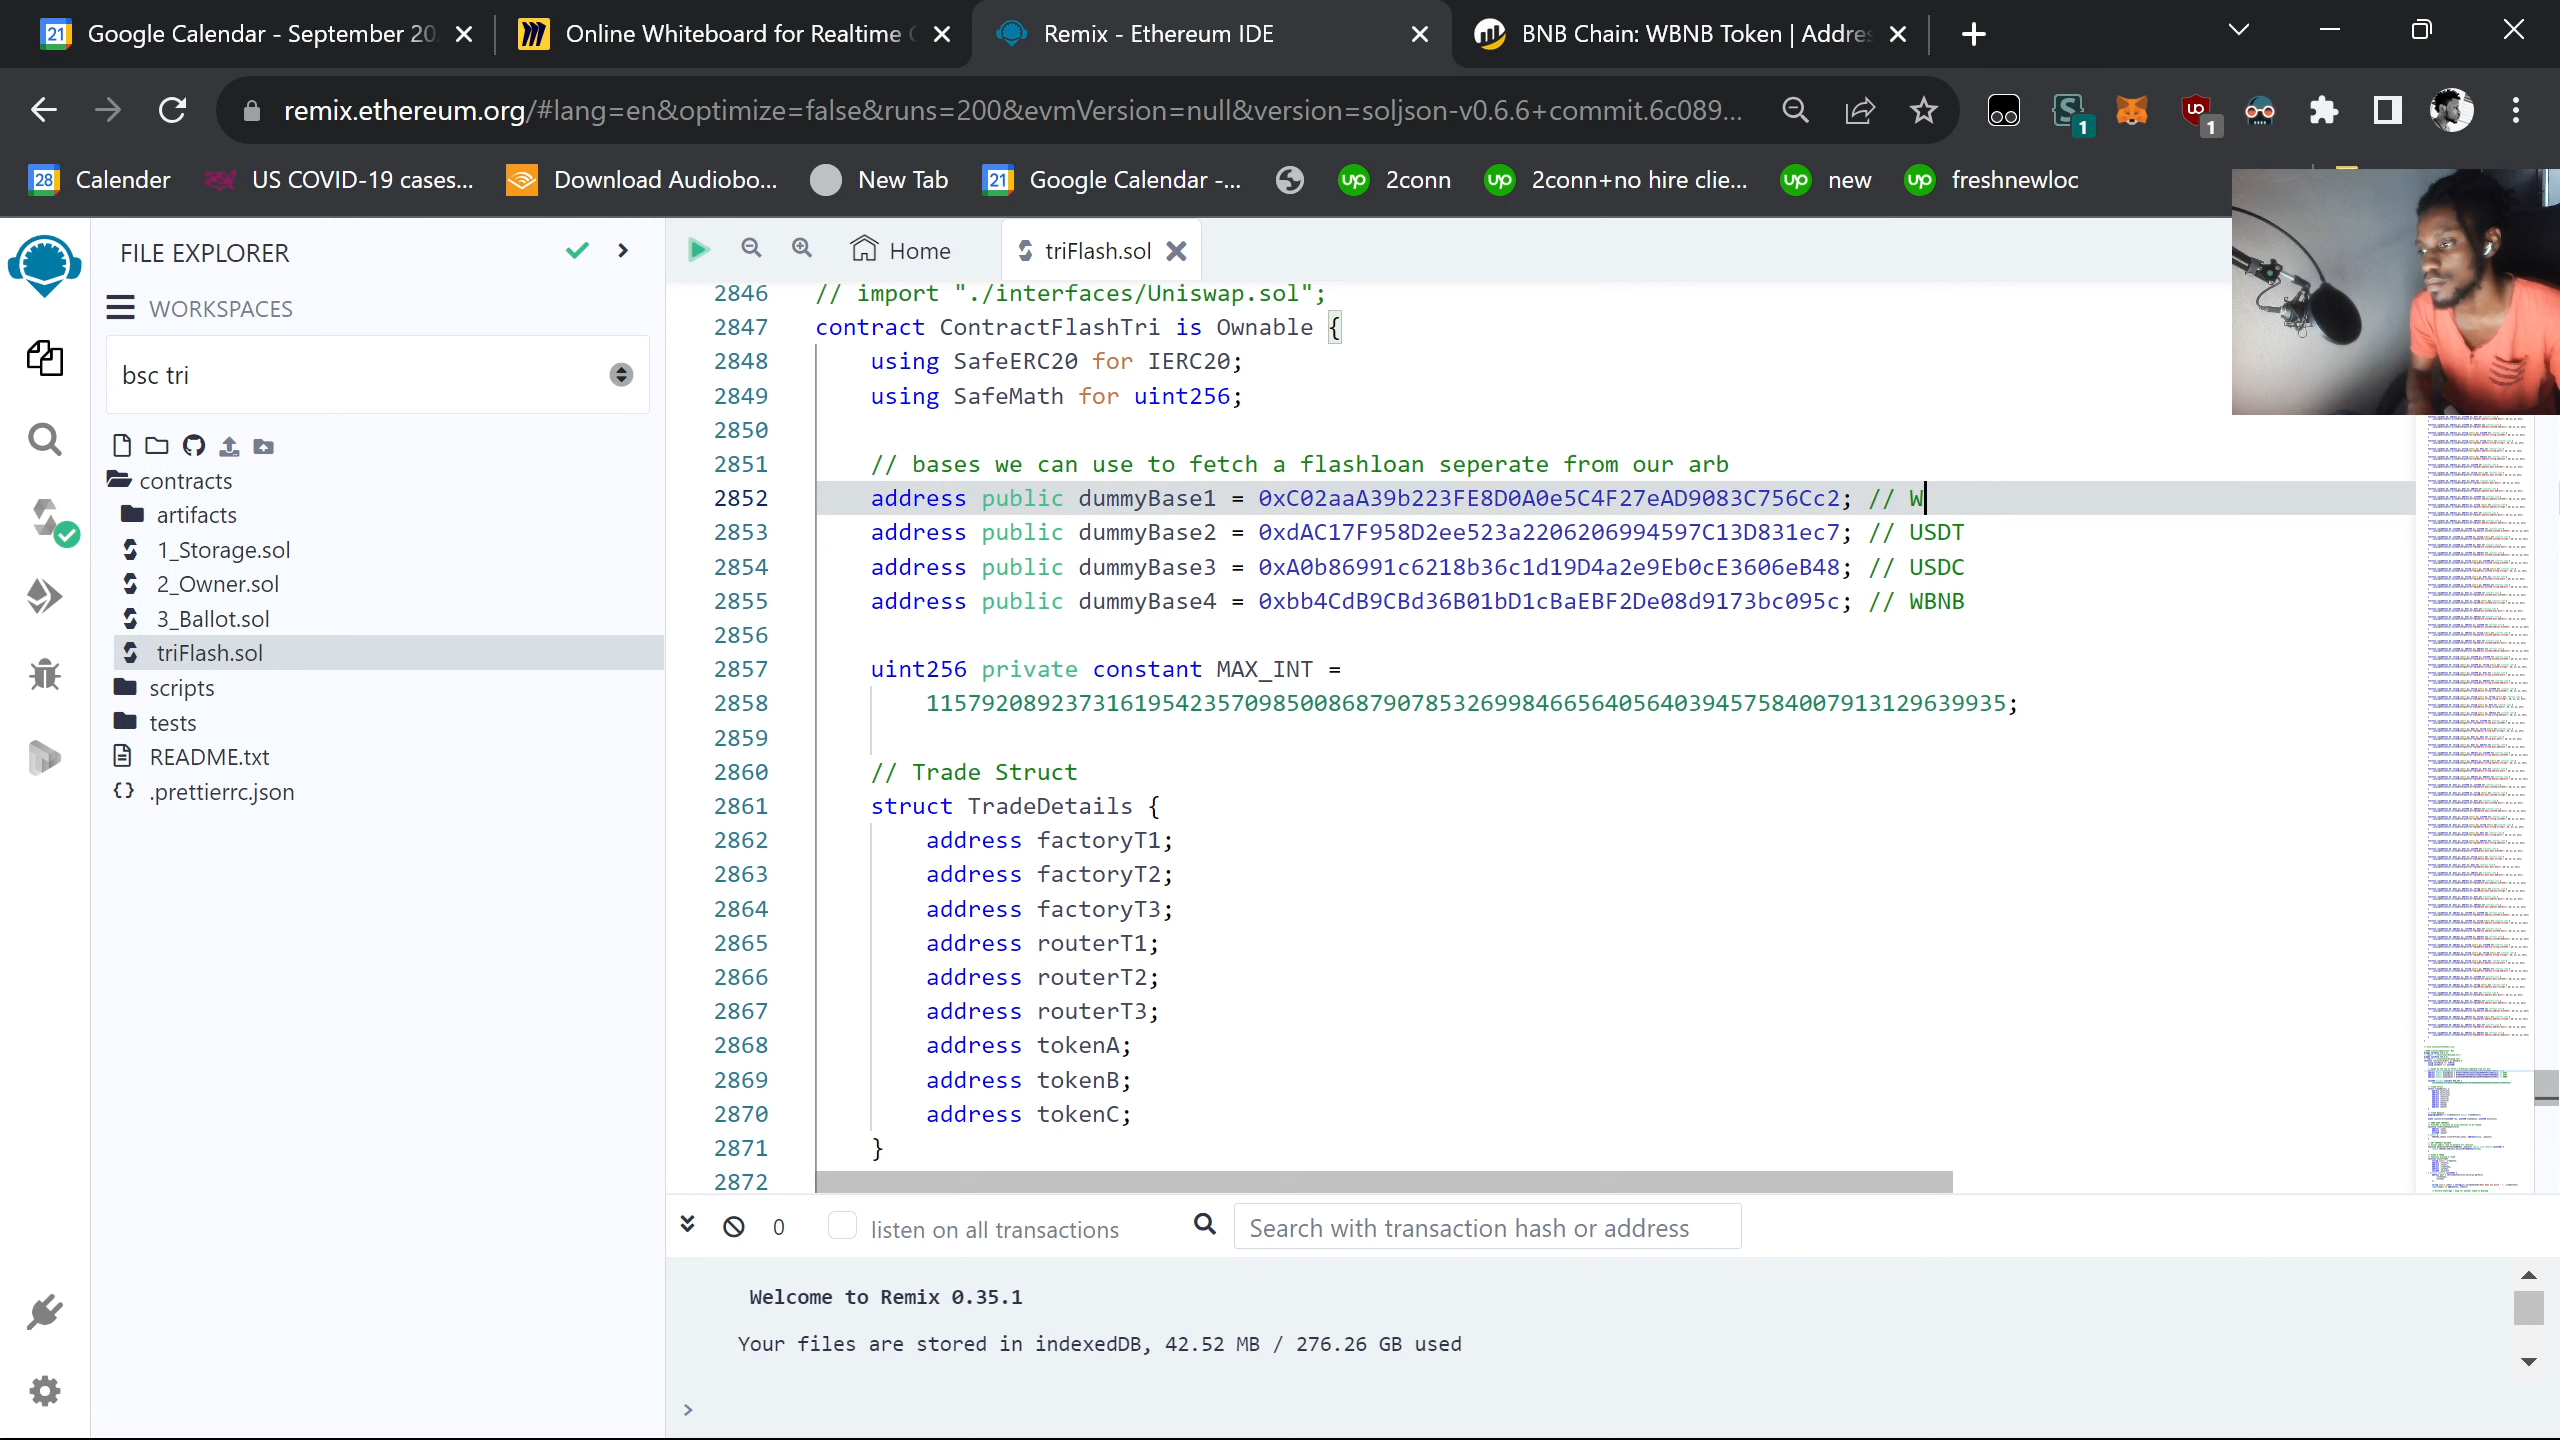 Google Calendar - September 20
Online Whiteboard for Realtime
Remix - Ethereum IDE
BNB Chain: WBNB Token | Addre
remix.ethereum.org/#lang=en&optimize=false&runs=200&evmVersion=null&version=soljson-v0.6.6+commit.6c089...
Calender
US COVID-19 cases...
Download Audiobo...
New Tab
Google Calendar -...
2conn
2conn+no hire clie...
new
freshnewloc
FILE EXPLORER
WORKSPACES
bsc tri
contracts
artifacts
1_Storage.sol
2_Owner.sol
3_Ballot.sol
triFlash.sol
scripts
tests
README.txt
.prettierrc.json
Home
triFlash.sol
2846 // import "./interfaces/Uniswap.sol";
2847 contract ContractFlashTri is Ownable {
2848 using SafeERC20 for IERC20;
2849 using SafeMath for uint256;
2850
2851 // bases we can use to fetch a flashloan seperate from our arb
2852 address public dummyBase1 = 0xC02aaA39b223FE8D0A0e5C4F27eAD9083C756Cc2; // W
2853 address public dummyBase2 = 0xdAC17F958D2ee523a2206206994597C13D831ec7; // USDT
2854 address public dummyBase3 = 0xA0b86991c6218b36c1d19D4a2e9Eb0cE3606eB48; // USDC
2855 address public dummyBase4 = 0xbb4CdB9CBd36B01bD1cBaEBF2De08d9173bc095c; // WBNB
2856
2857 uint256 private constant MAX_INT =
2858 115792089237316195423570985008687907853269984665640564039457584007913129639935;
2859
2860 // Trade Struct
2861 struct TradeDetails {
2862 address factoryT1;
2863 address factoryT2;
2864 address factoryT3;
2865 address routerT1;
2866 address routerT2;
2867 address routerT3;
2868 address tokenA;
2869 address tokenB;
2870 address tokenC;
2871 }
2872
0 listen on all transactions Search with transaction hash or address
Welcome to Remix 0.35.1
Your files are stored in indexedDB, 42.52 MB / 276.26 GB used
>